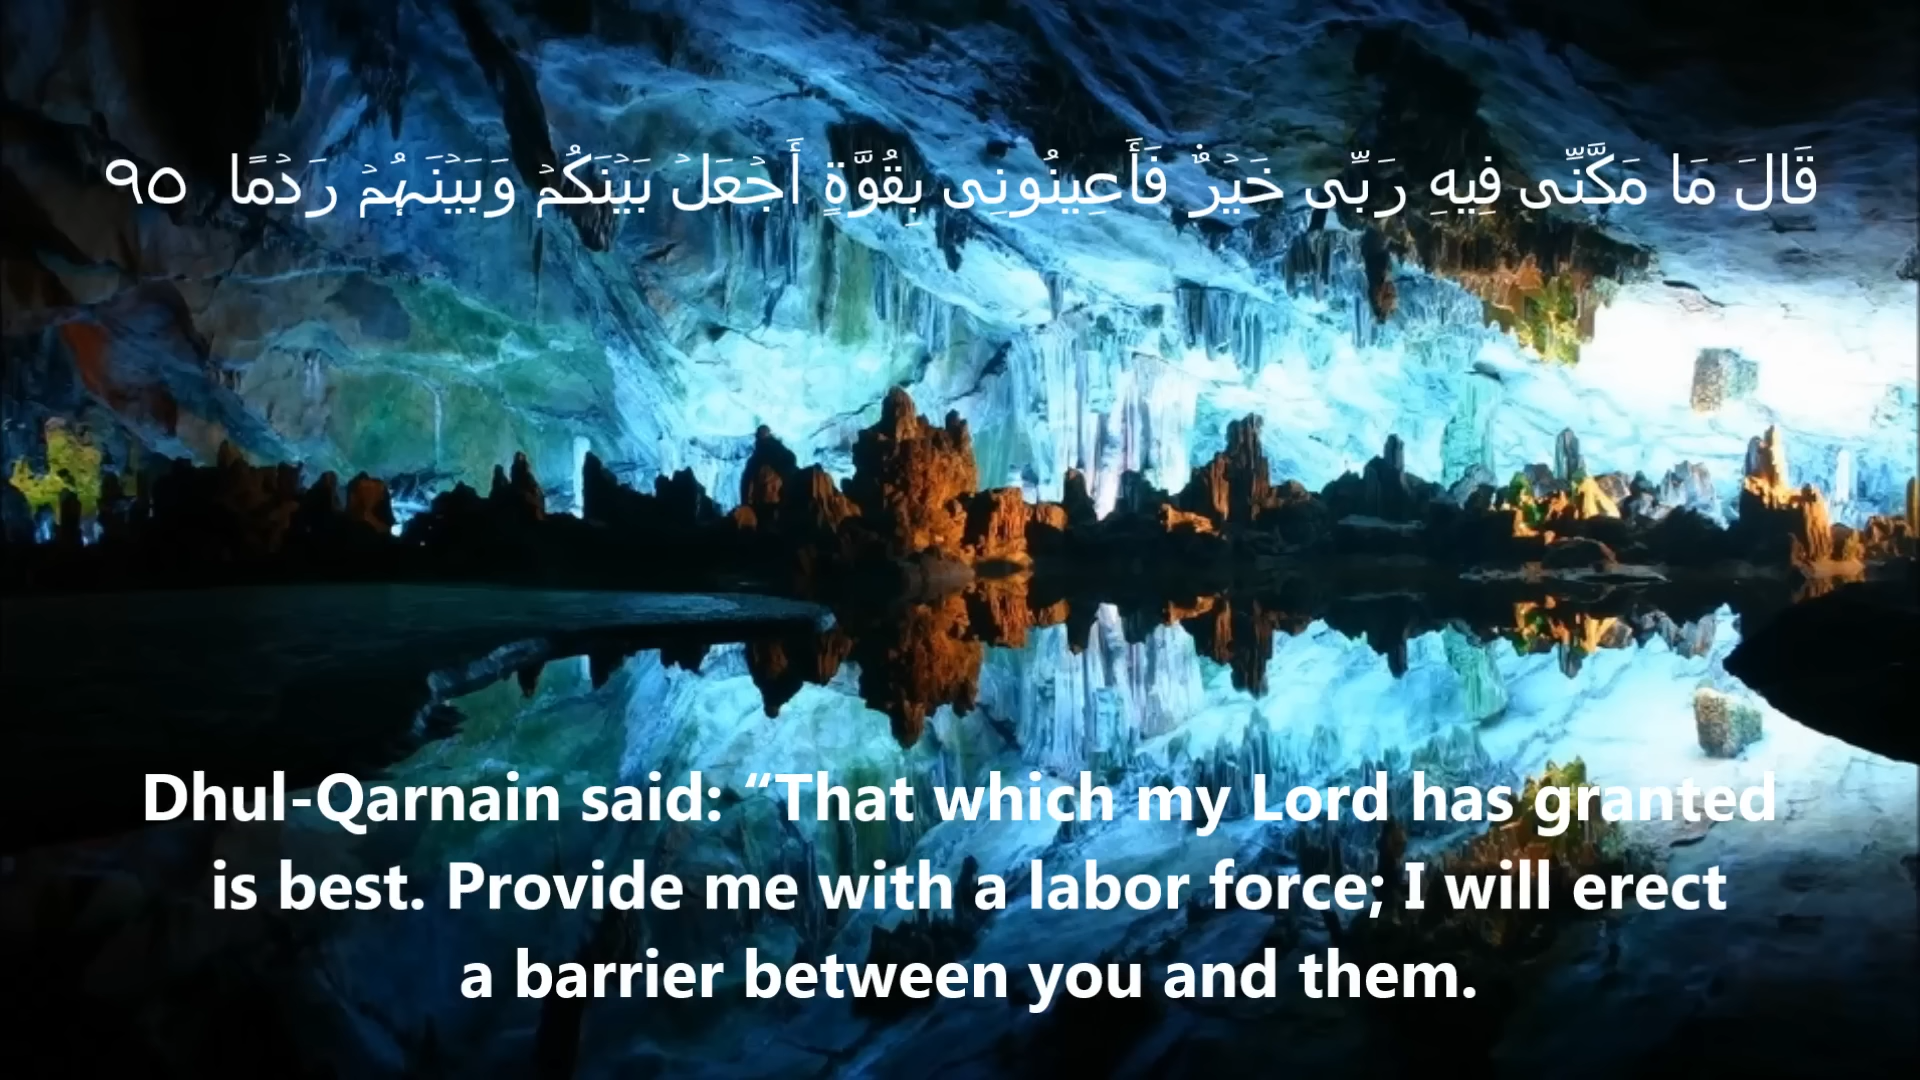 قَالَ مَا مَكَّنِّى فِيهِ رَبِّى خَيۡرٌ۬ فَأَعِينُونِى بِقُوَّةٍ أَجۡعَلۡ بَيۡنَكُمۡ وَبَيۡنَہُمۡ رَدۡمًا ٩٥
Dhul-Qarnain said: “That which my Lord has granted
is best. Provide me with a labor force; I will erect
a barrier between you and them.